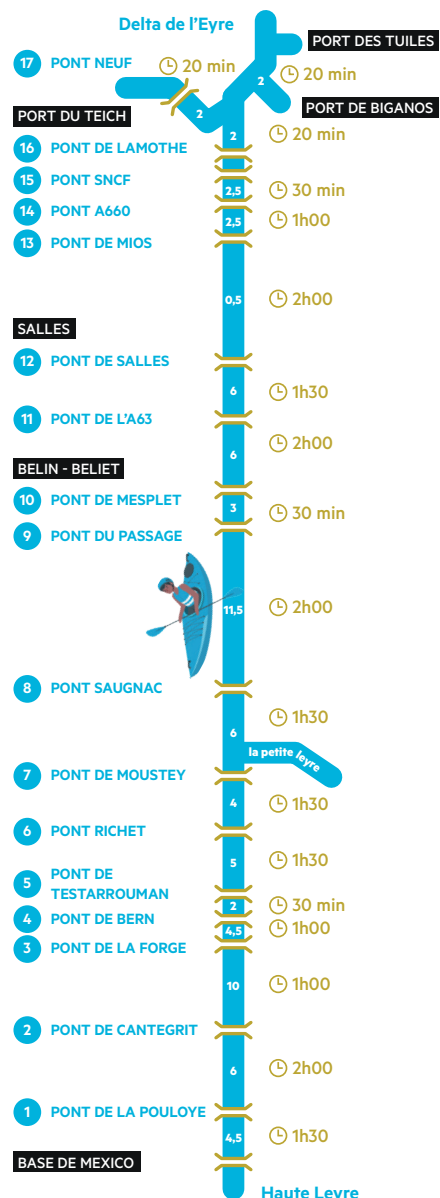 Delta de l'Eyre
PORT DES TUILES
17 PONT NEUF
20 min
2
20 min
2
PORT DE BIGANOS
PORT DU TEICH
2
20 min
16 PONT DE LAMOTHE
15 PONT SNCF
2,5
30 min
14 PONT A660
2,5
1h00
13 PONT DE MIOS
0,5
2h00
SALLES
12 PONT DE SALLES
6
1h30
11 PONT DE L'A63
6
2h00
BELIN - BELIET
10 PONT DE MESPLET
3
30 min
9 PONT DU PASSAGE
11,5
2h00
8 PONT SAUGNAC
6
1h30
la petite leyre
7 PONT DE MOUSTEY
4
1h30
6 PONT RICHET
5
1h30
5 PONT DE
TESTARROUMAN
2
30 min
4 PONT DE BERN
4,5
1h00
3 PONT DE LA FORGE
10
1h00
2 PONT DE CANTEGRIT
6
2h00
1 PONT DE LA POULOYE
4,5
1h30
BASE DE MEXICO
Haute Leyre